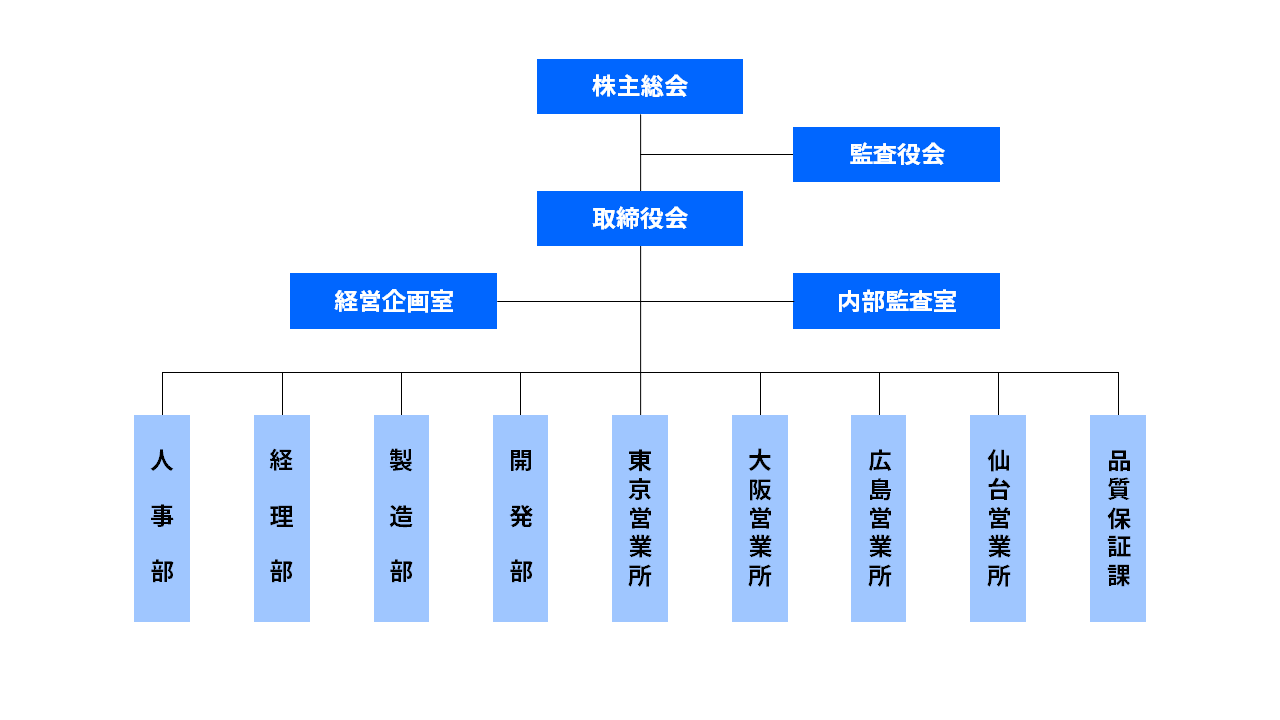 株主総会
監査役会
取締役会
経営企画室
内部監査室
人事部
経理部
製造部
開発部
東京営業所
大阪営業所
広島営業所
仙台営業所
品質保証課